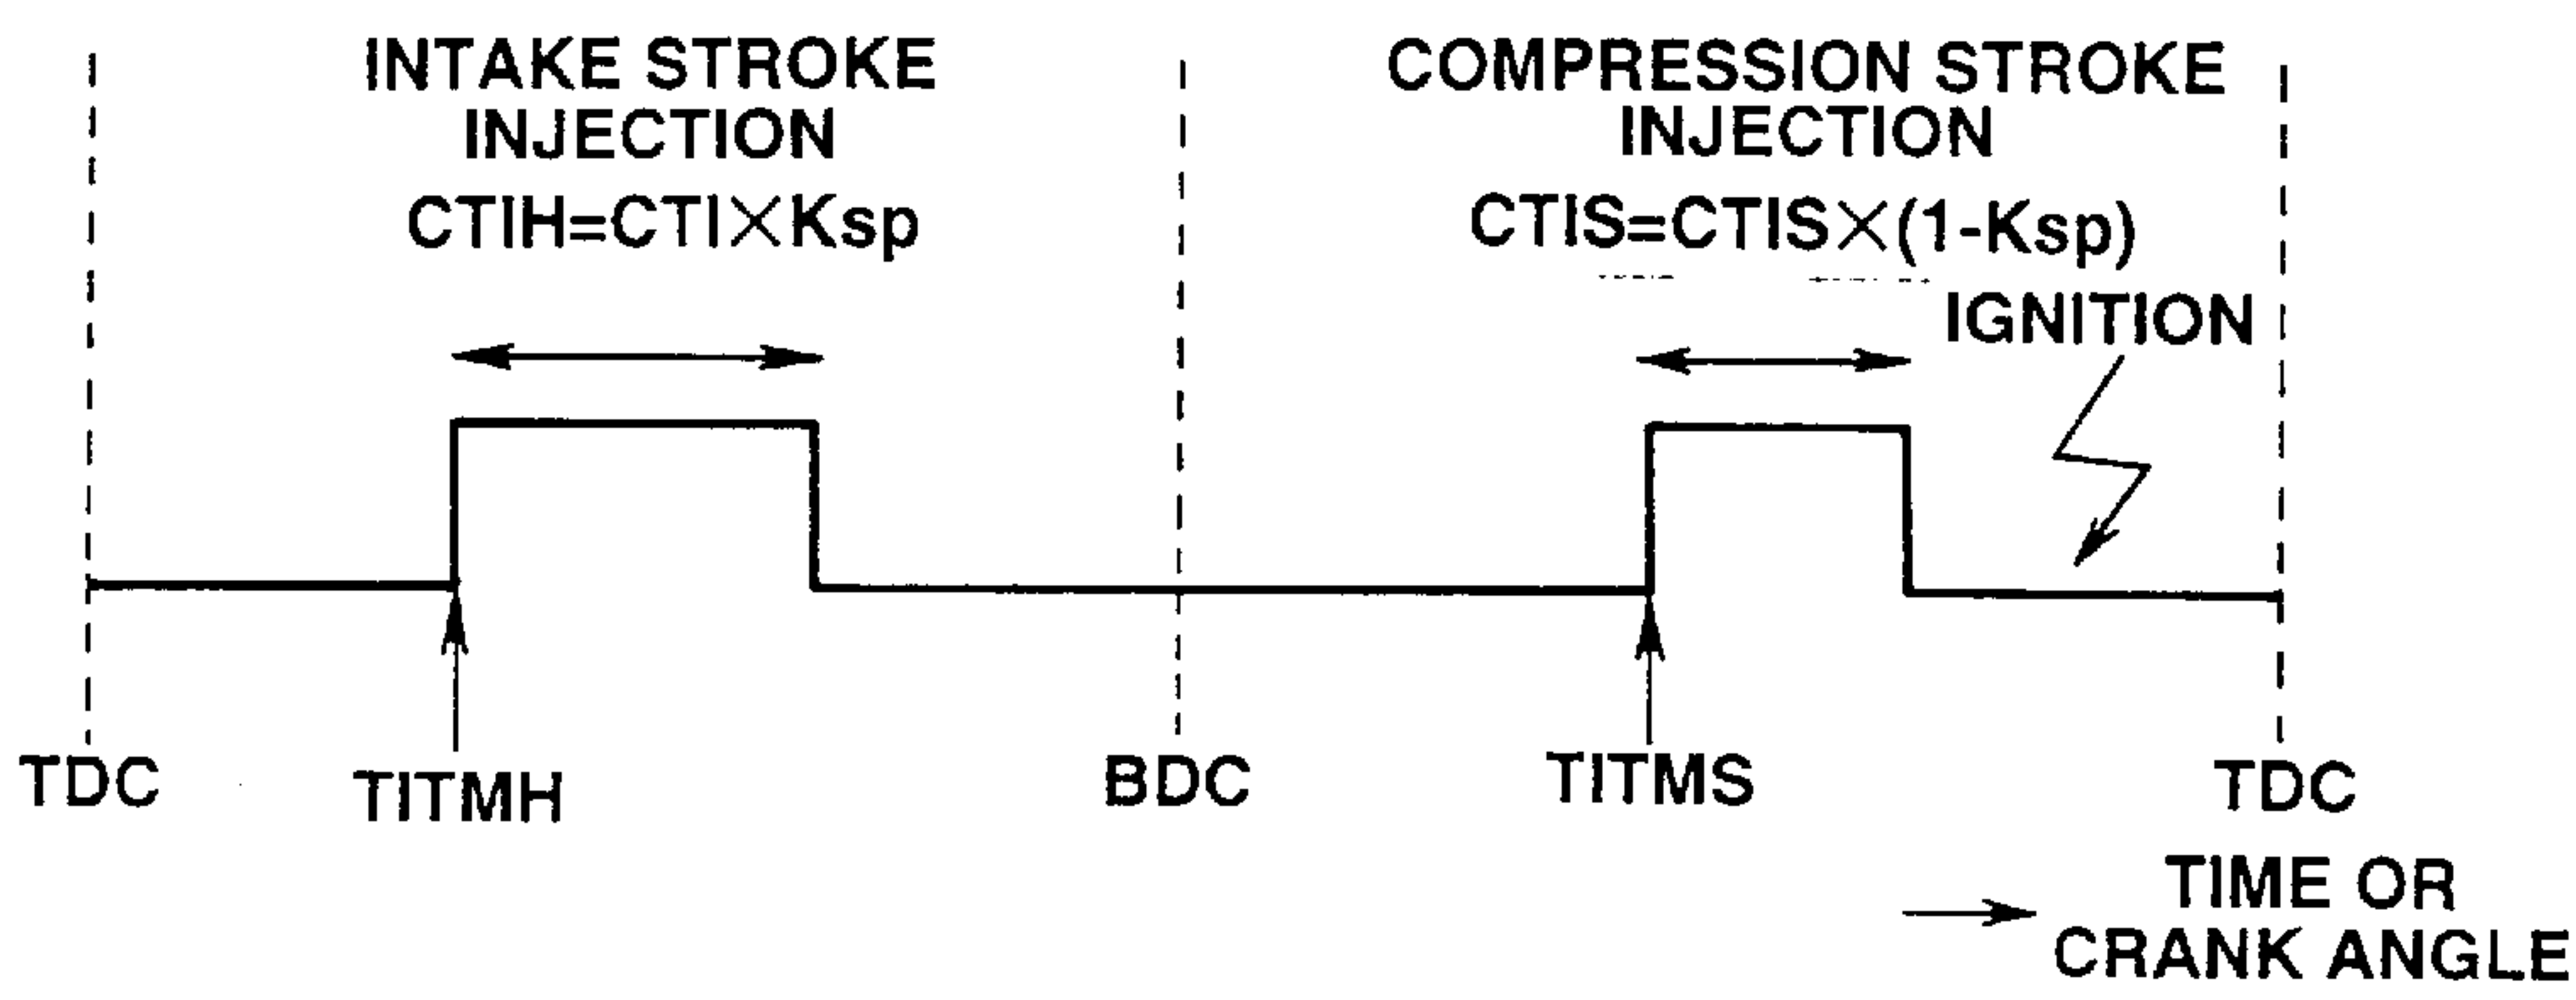 INTAKE STROKE
INJECTION
CTIH=CTI×Ksp
COMPRESSION STROKE
INJECTION
CTIS=CTIS×(1-Ksp)
IGNITION
TDC
TITMH
BDC
TITMS
TDC
TIME OR
CRANK ANGLE